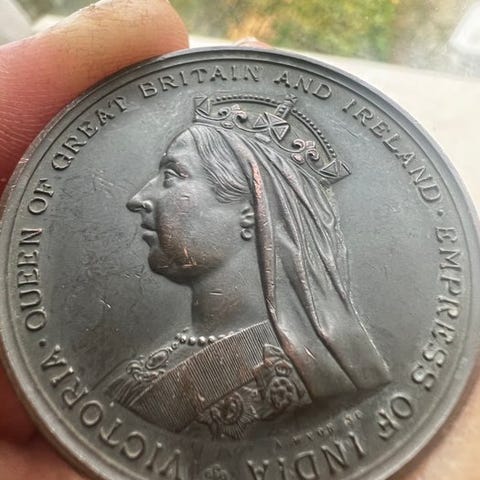 VICTORIA · QUEEN OF GREAT BRITAIN AND IRELAND · EMPRESS OF INDIA